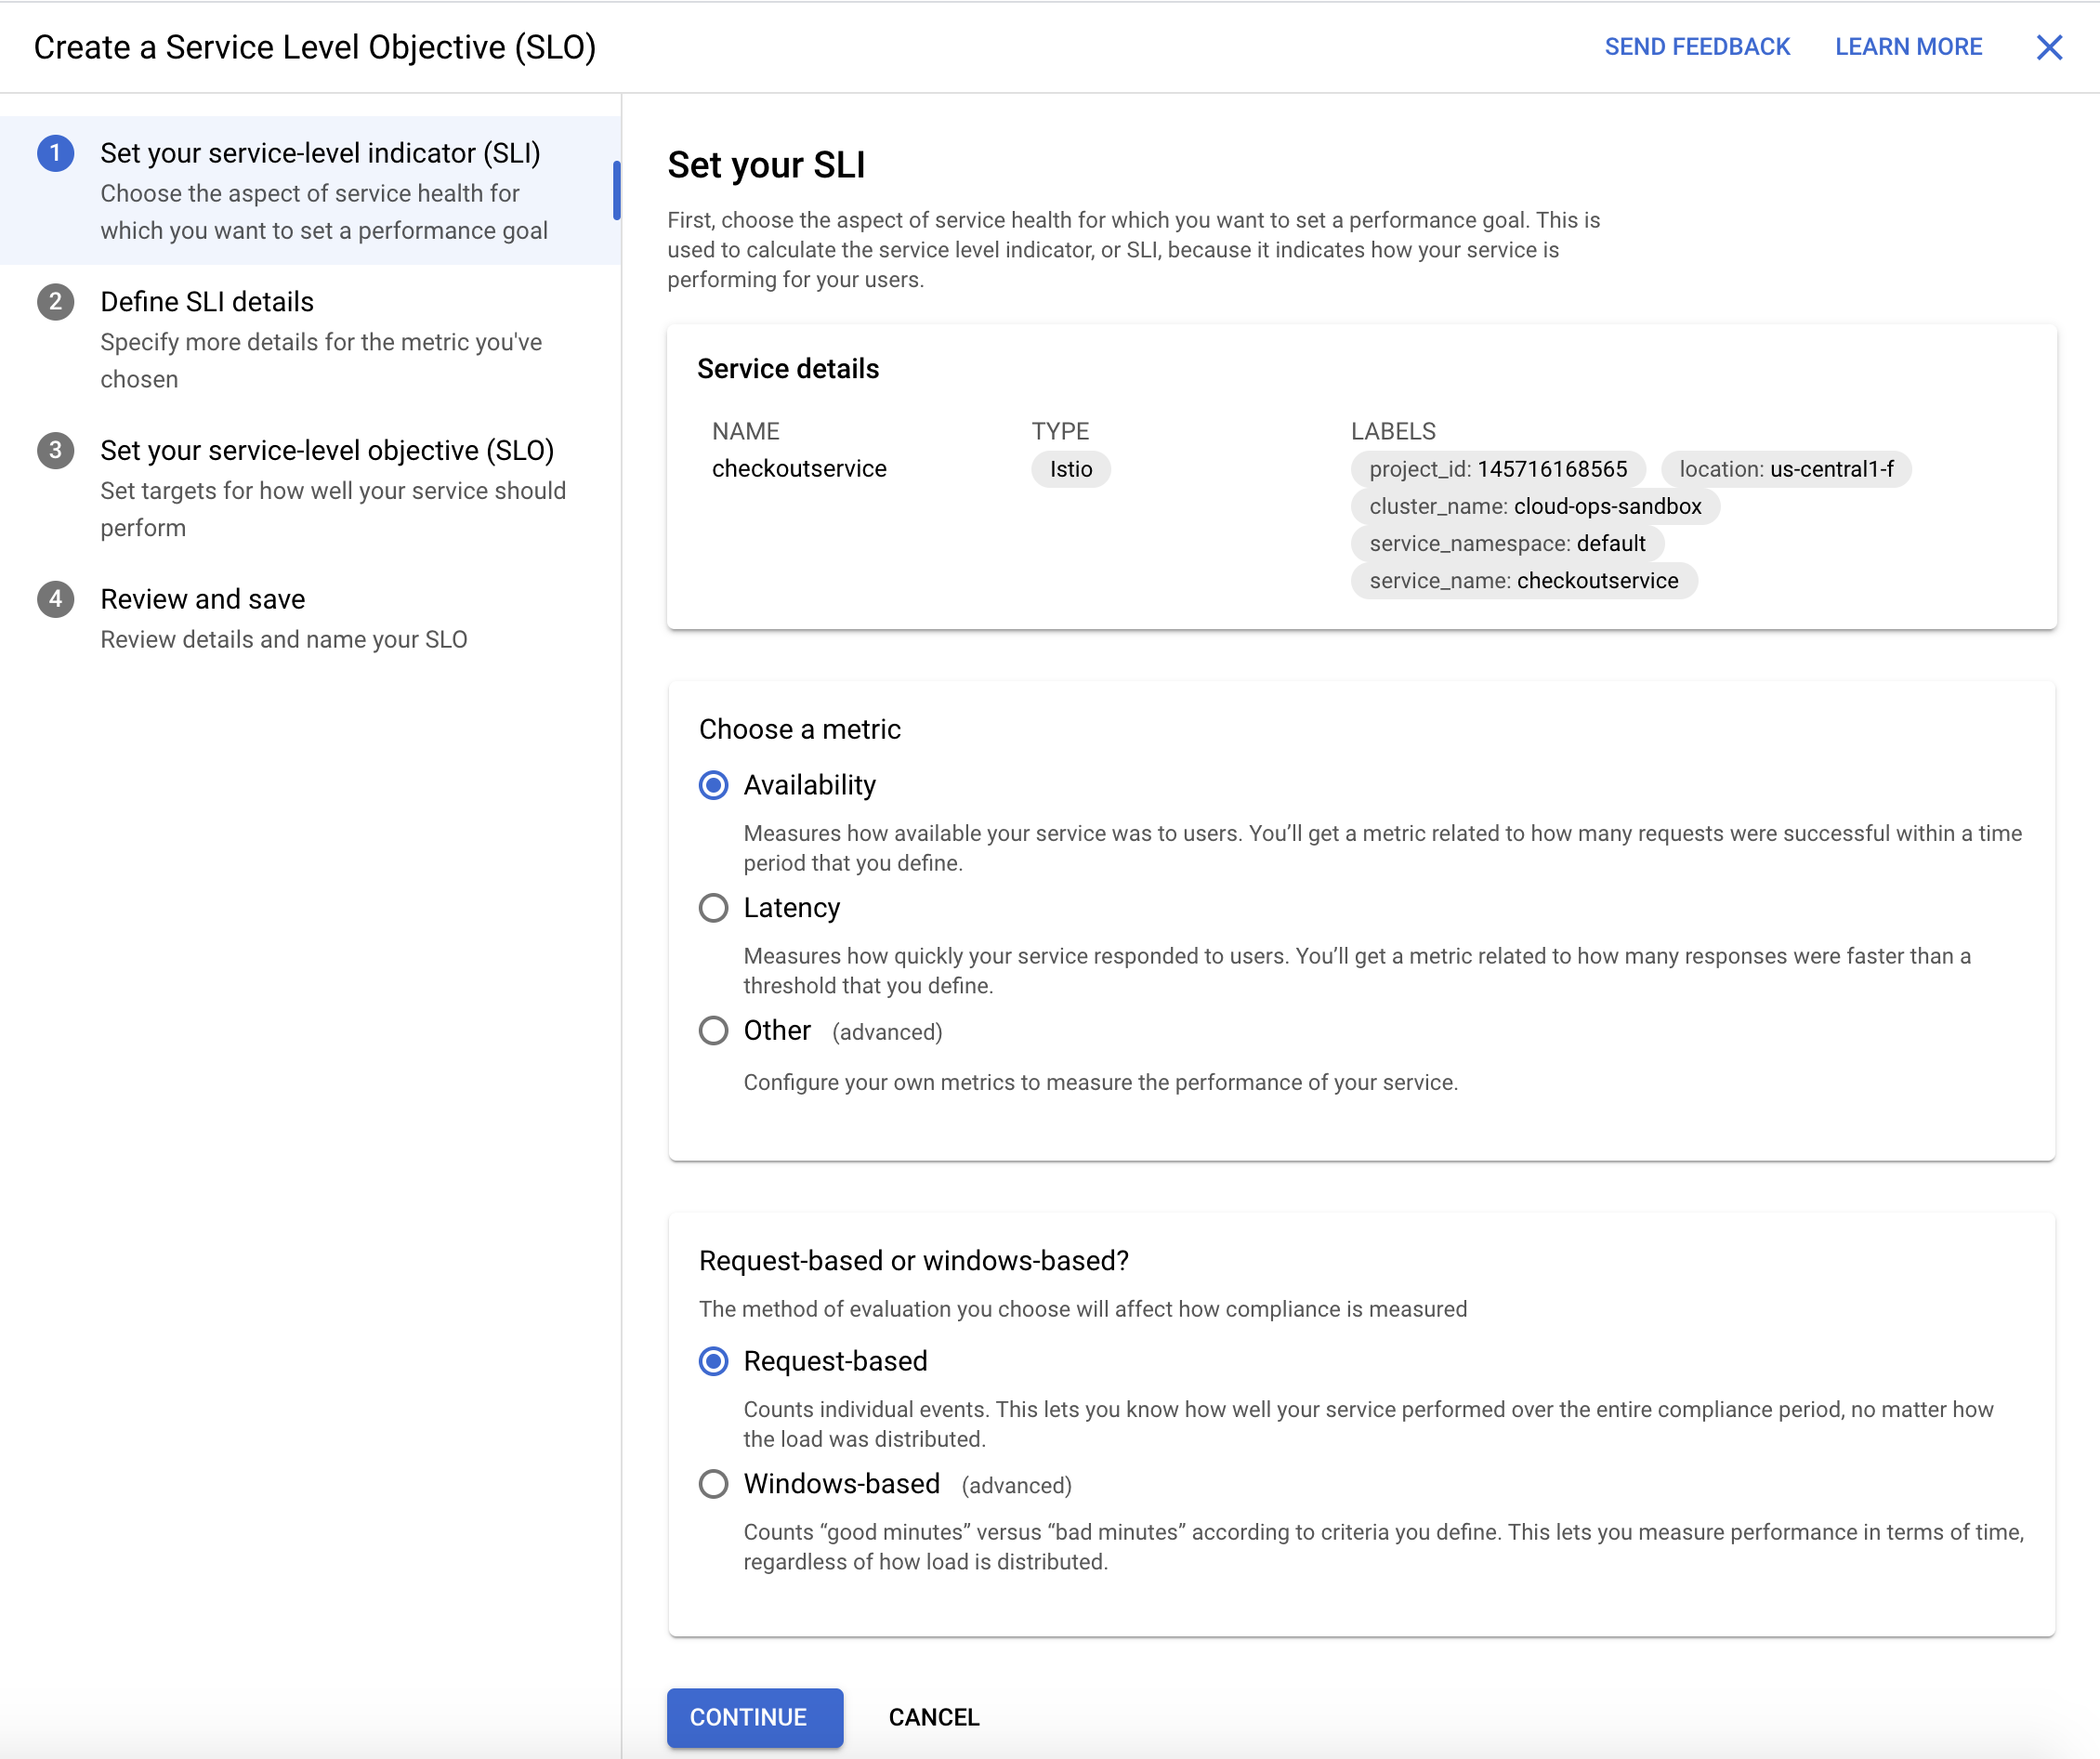 Create a Service Level Objective (SLO)
SEND FEEDBACK
LEARN MORE
1
Set your service-level indicator (SLI)
Choose the aspect of service health for
which you want to set a performance goal
2
Define SLI details
Specify more details for the metric you've
chosen
3
Set your service-level objective (SLO)
Set targets for how well your service should
perform
4
Review and save
Review details and name your SLO
Set your SLI
First, choose the aspect of service health for which you want to set a performance goal. This is
used to calculate the service level indicator, or SLI, because it indicates how your service is
performing for your users.
Service details
NAME
TYPE
LABELS
checkoutservice
Istio
project_id: 145716168565
location: us-central1-f
cluster_name: cloud-ops-sandbox
service_namespace: default
service_name: checkoutservice
Choose a metric
Availability
Measures how available your service was to users. You’ll get a metric related to how many requests were successful within a time
period that you define.
Latency
Measures how quickly your service responded to users. You’ll get a metric related to how many responses were faster than a
threshold that you define.
Other (advanced)
Configure your own metrics to measure the performance of your service.
Request-based or windows-based?
The method of evaluation you choose will affect how compliance is measured
Request-based
Counts individual events. This lets you know how well your service performed over the entire compliance period, no matter how
the load was distributed.
Windows-based (advanced)
Counts “good minutes” versus “bad minutes” according to criteria you define. This lets you measure performance in terms of time,
regardless of how load is distributed.
CONTINUE
CANCEL